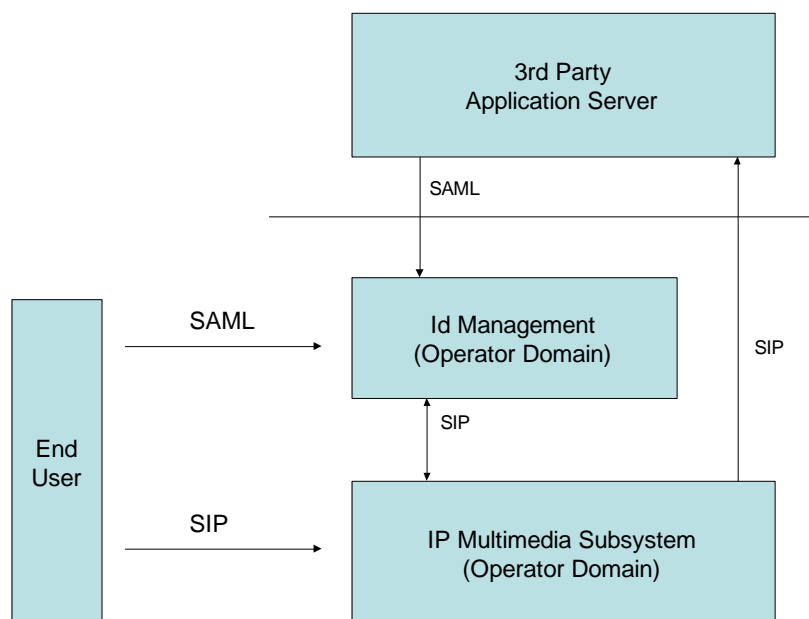 3rd Party
Application Server
SAML
SAML
Id Management
(Operator Domain)
SIP
SIP
End
User
SIP
IP Multimedia Subsystem
(Operator Domain)